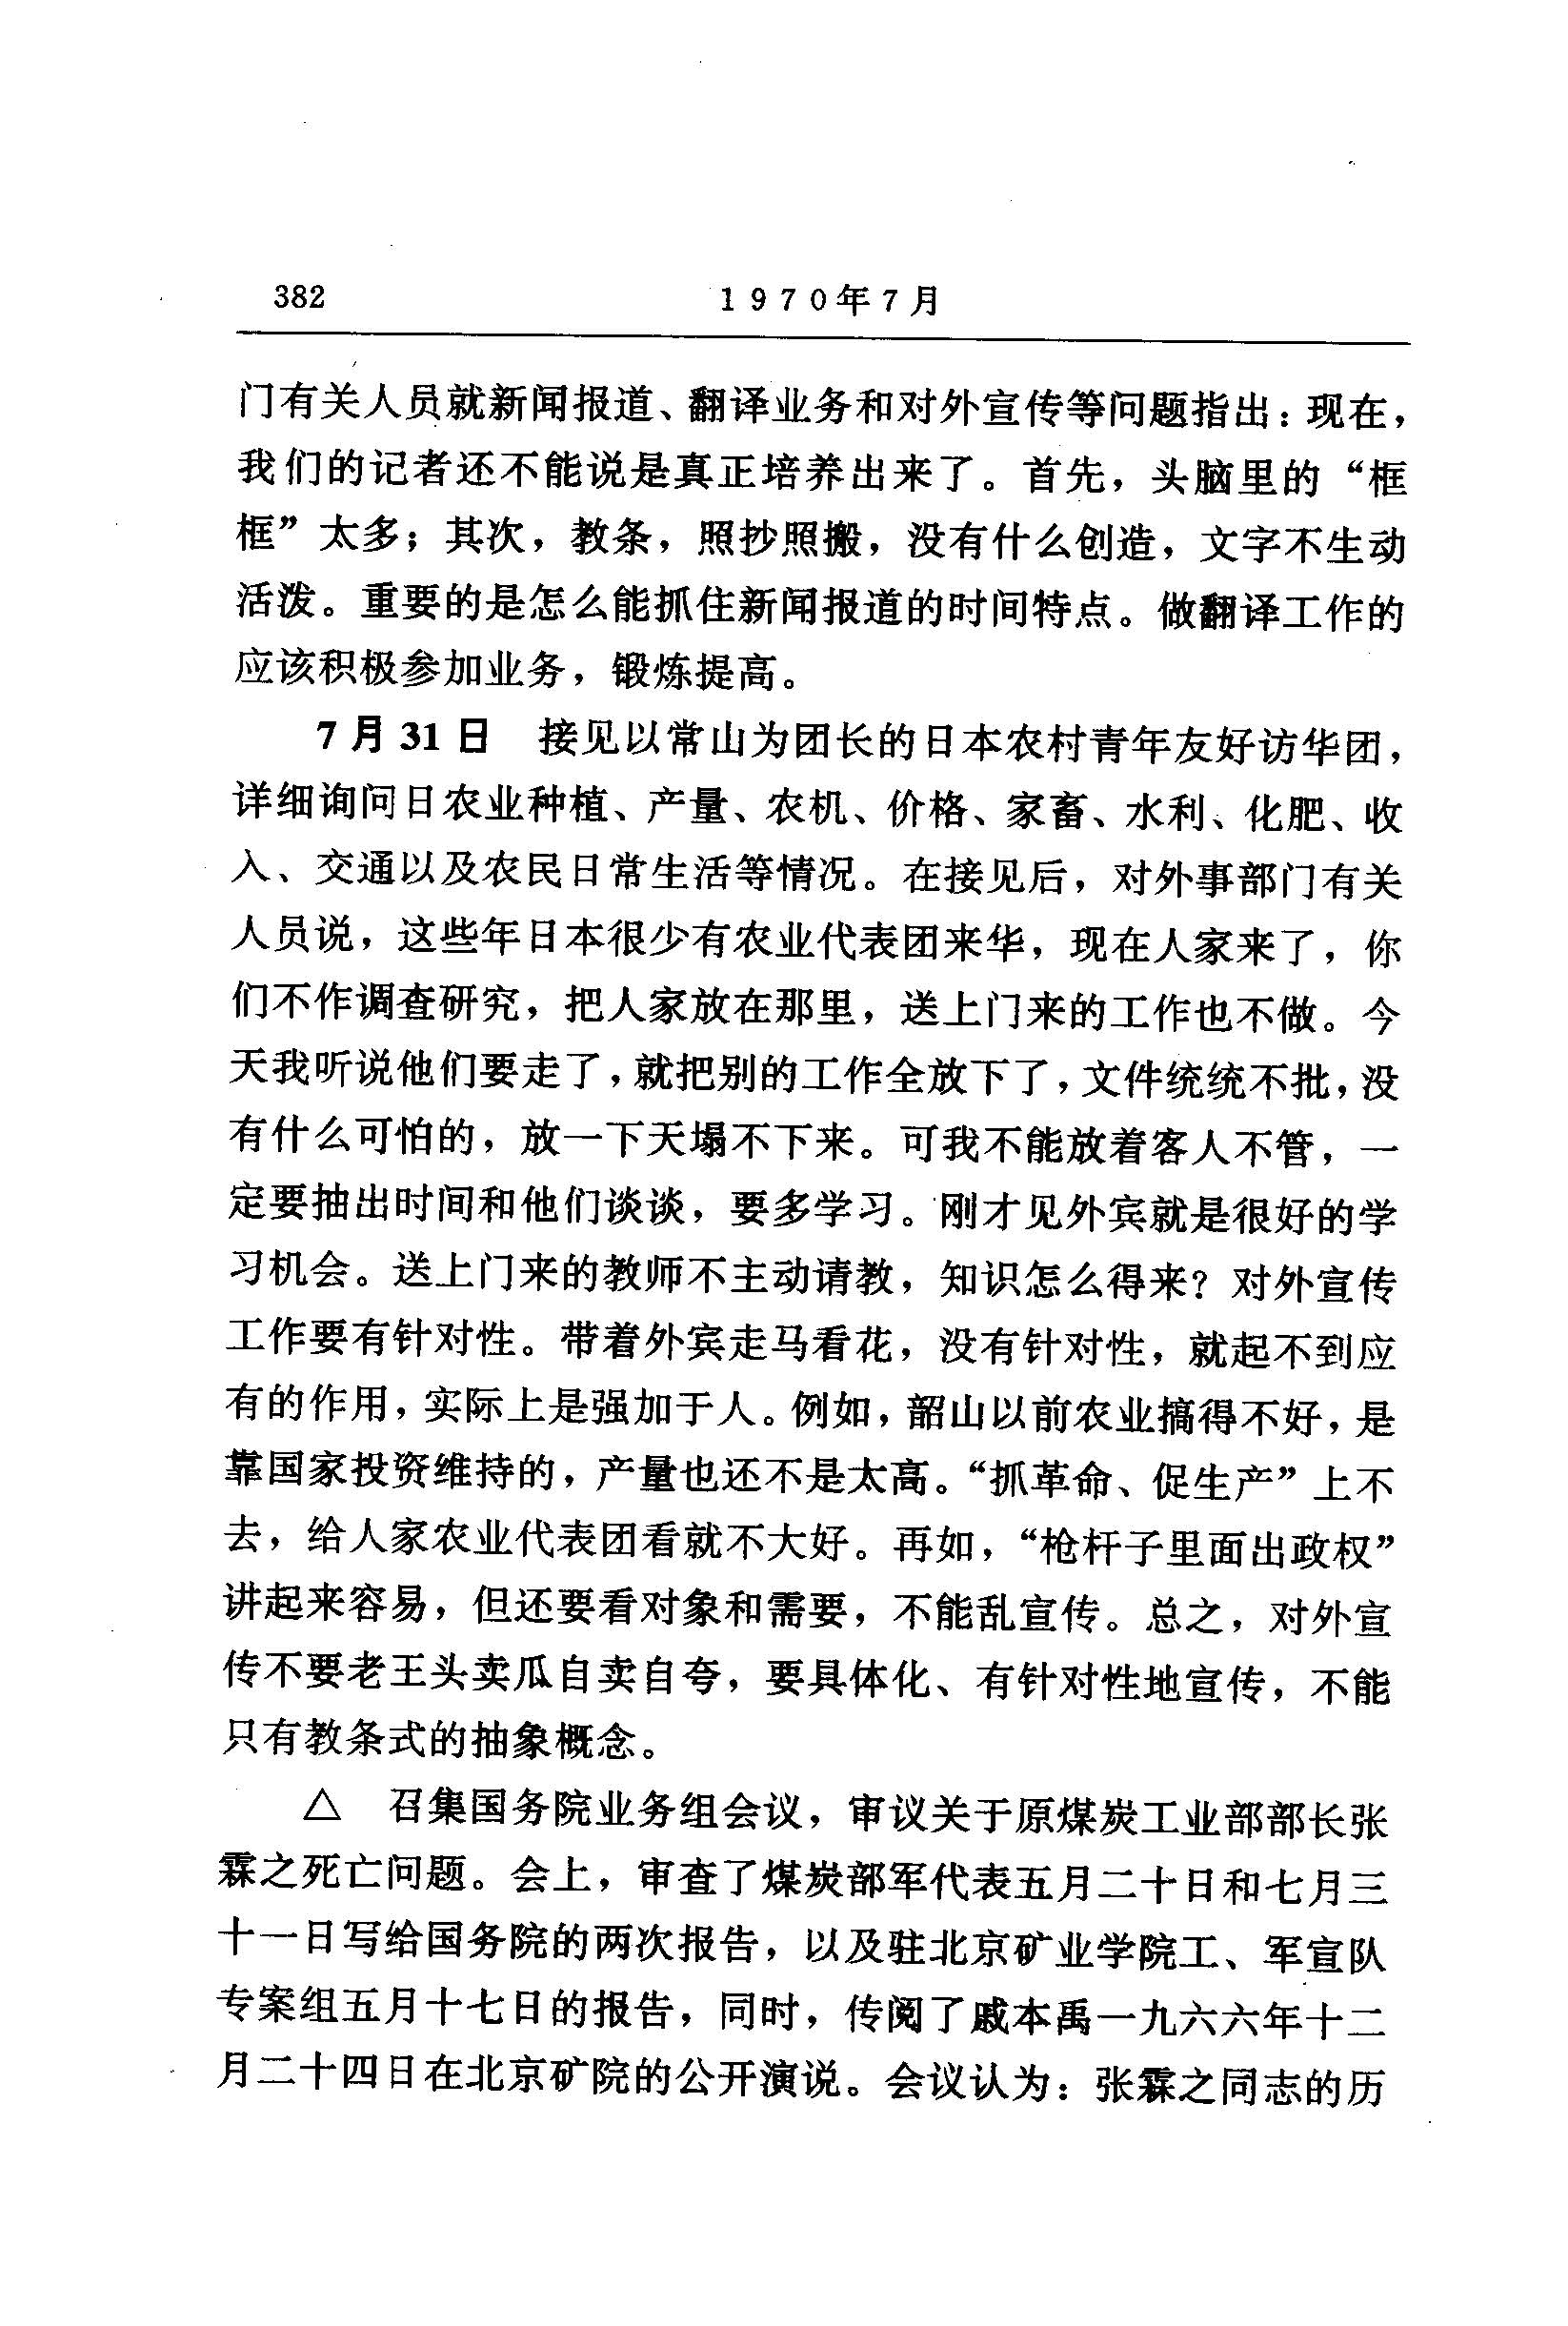 382 1970年7月
门有关人员就新闻报道、翻译业务和对外宣传等问题指出：现在，
我们的记者还不能说是真正培养出来了。首先，头脑里的“框
框”太多；其次，教条，照抄照搬，没有什么创造，文字不生动
活泼。重要的是怎么能抓住新闻报道的时间特点。做翻译工作的
应该积极参加业务，锻炼提高。
7月31日 接见以常山为团长的日本农村青年友好访华团，
详细询问日农业种植、产量、农机、价格、家畜、水利、化肥、收
入、交通以及农民日常生活等情况。在接见后，对外事部门有关
人员说，这些年日本很少有农业代表团来华，现在人家来了，你
们不作调查研究，把人家放在那里，送上门来的工作也不做。今
天我听说他们要走了，就把别的工作全放下了，文件统统不批，没
有什么可怕的，放一下天塌不下来。可我不能放着客人不管，一
定要抽出时间和他们谈谈，要多学习。刚才见外宾就是很好的学
习机会。送上门来的教师不主动请教，知识怎么得来？对外宣传
工作要有针对性。带着外宾走马看花，没有针对性，就起不到应
有的作用，实际上是强加于人。例如，韶山以前农业搞得不好，是
靠国家投资维持的，产量也还不是太高。“抓革命、促生产”上不
去，给人家农业代表团看就不大好。再如，“枪杆子里面出政权”
讲起来容易，但还要看对象和需要，不能乱宣传。总之，对外宣
传不要老王头卖瓜自卖自夸，要具体化、有针对性地宣传，不能
只有教条式的抽象概念。
△ 召集国务院业务组会议，审议关于原煤炭工业部部长张
霖之死亡问题。会上，审查了煤炭部军代表五月二十日和七月三
十一日写给国务院的两次报告，以及驻北京矿业学院工、军宣队
专案组五月十七日的报告，同时，传阅了戚本禹一九六六年十二
月二十四日在北京矿院的公开演说。会议认为：张霖之同志的历